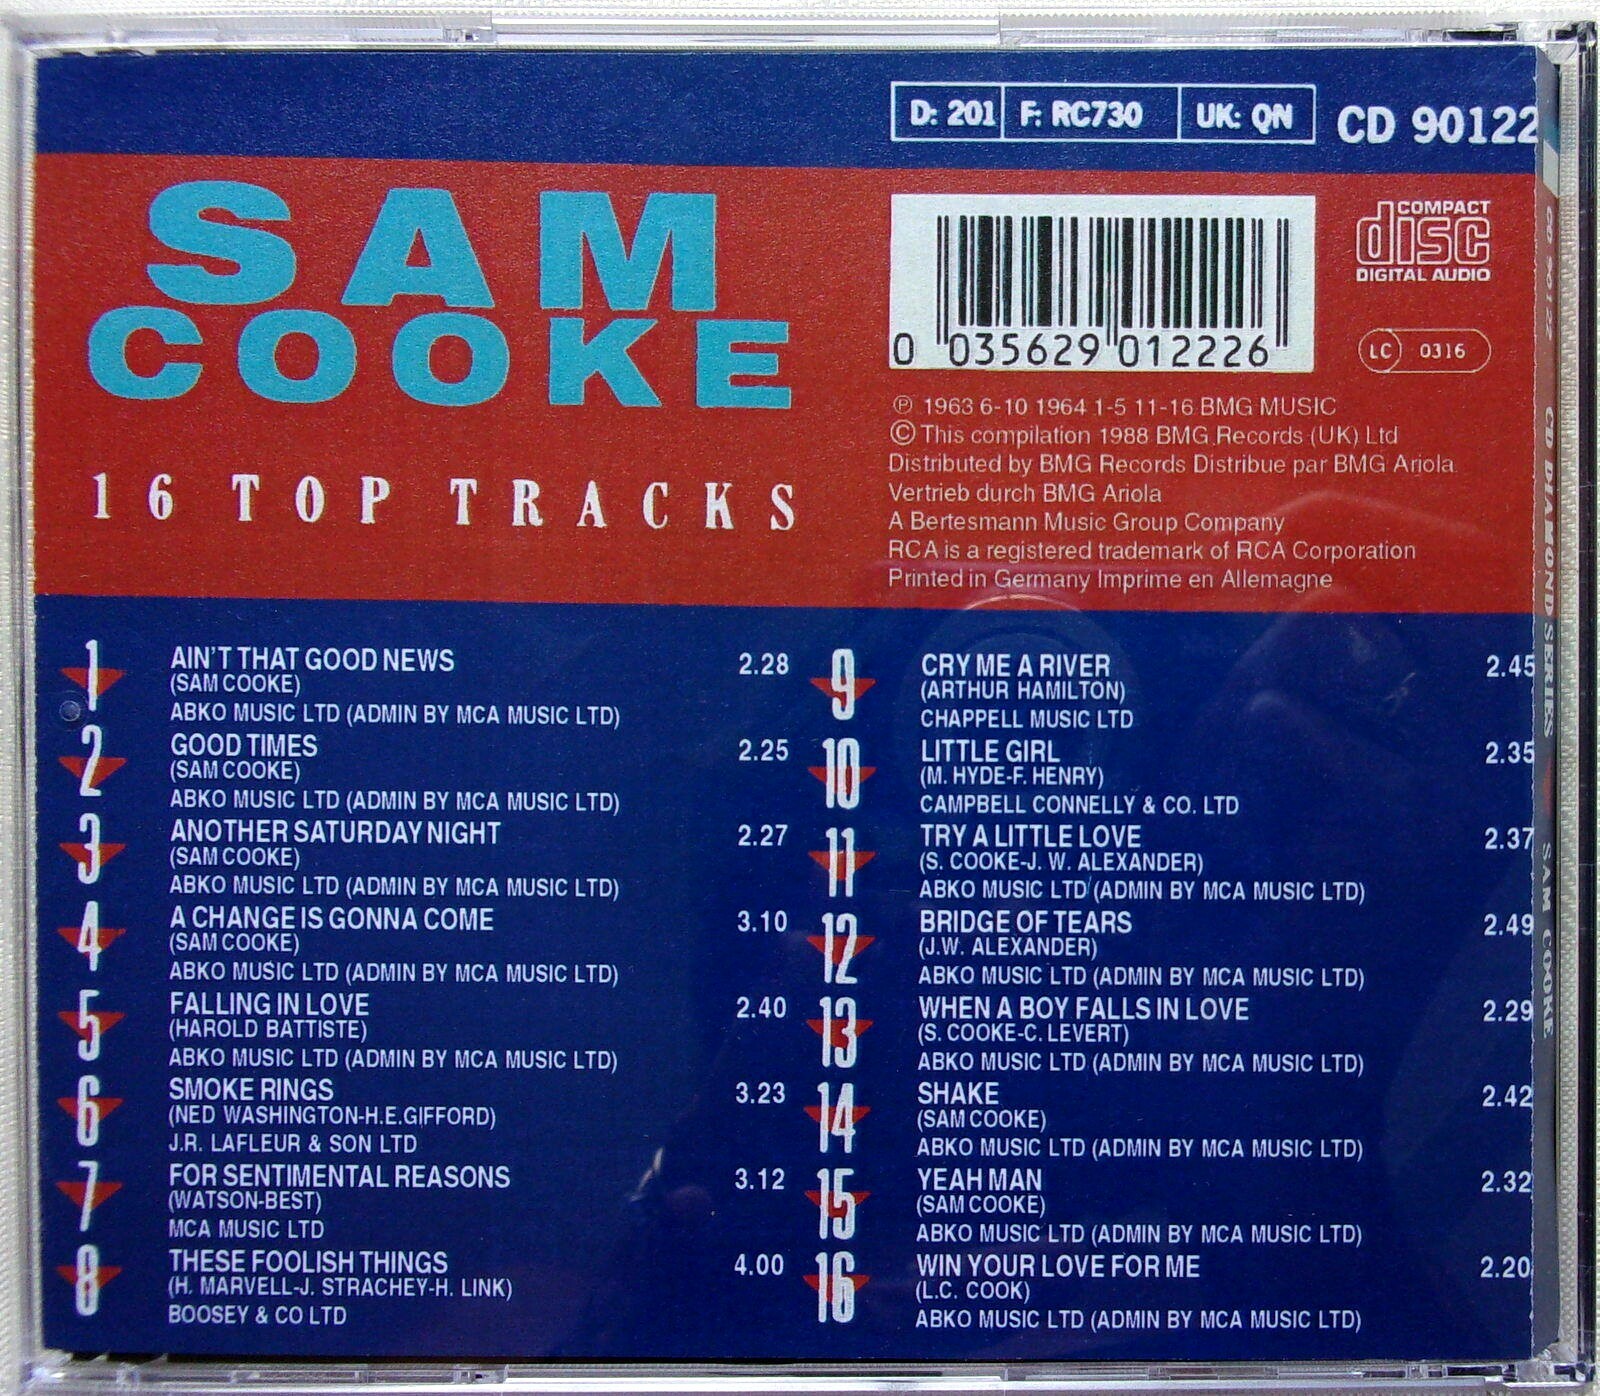 D: 201 F: RC730 UK: QN CD 90122
SAM
COOKE
16 TOP TRACKS
COMPACT
disc
DIGITAL AUDIO
0 035629 012226
LC 0316
℗ 1963 6-10 1964 1-5 11-16 BMG MUSIC
© This compilation 1988 BMG Records (UK) Ltd
Distributed by BMG Records Distribue par BMG Ariola
Vertrieb durch BMG Ariola
A Bertesmann Music Group Company
RCA is a registered trademark of RCA Corporation
Printed in Germany Imprime en Allemagne
1 AIN'T THAT GOOD NEWS 2.28
(SAM COOKE)
ABKO MUSIC LTD (ADMIN BY MCA MUSIC LTD)
2 GOOD TIMES 2.25
(SAM COOKE)
ABKO MUSIC LTD (ADMIN BY MCA MUSIC LTD)
3 ANOTHER SATURDAY NIGHT 2.27
(SAM COOKE)
ABKO MUSIC LTD (ADMIN BY MCA MUSIC LTD)
4 A CHANGE IS GONNA COME 3.10
(SAM COOKE)
ABKO MUSIC LTD (ADMIN BY MCA MUSIC LTD)
5 FALLING IN LOVE 2.40
(HAROLD BATTISTE)
ABKO MUSIC LTD (ADMIN BY MCA MUSIC LTD)
6 SMOKE RINGS 3.23
(NED WASHINGTON-H.E.GIFFORD)
J.R. LAFLEUR & SON LTD
7 FOR SENTIMENTAL REASONS 3.12
(WATSON-BEST)
MCA MUSIC LTD
8 THESE FOOLISH THINGS 4.00
(H. MARVELL-J. STRACHEY-H. LINK)
BOOSEY & CO LTD
9 CRY ME A RIVER 2.45
(ARTHUR HAMILTON)
CHAPPELL MUSIC LTD
10 LITTLE GIRL 2.35
(M. HYDE-F. HENRY)
CAMPBELL CONNELLY & CO. LTD
11 TRY A LITTLE LOVE 2.37
(S. COOKE-J. W. ALEXANDER)
ABKO MUSIC LTD (ADMIN BY MCA MUSIC LTD)
12 BRIDGE OF TEARS 2.49
(J.W. ALEXANDER)
ABKO MUSIC LTD (ADMIN BY MCA MUSIC LTD)
13 WHEN A BOY FALLS IN LOVE 2.29
(S. COOKE-C. LEVERT)
ABKO MUSIC LTD (ADMIN BY MCA MUSIC LTD)
14 SHAKE 2.42
(SAM COOKE)
ABKO MUSIC LTD (ADMIN BY MCA MUSIC LTD)
15 YEAH MAN 2.32
(SAM COOKE)
ABKO MUSIC LTD (ADMIN BY MCA MUSIC LTD)
16 WIN YOUR LOVE FOR ME 2.20
(L.C. COOK)
ABKO MUSIC LTD (ADMIN BY MCA MUSIC LTD)
CD 90122 CD DIAMOND SERIES SAM COOKE